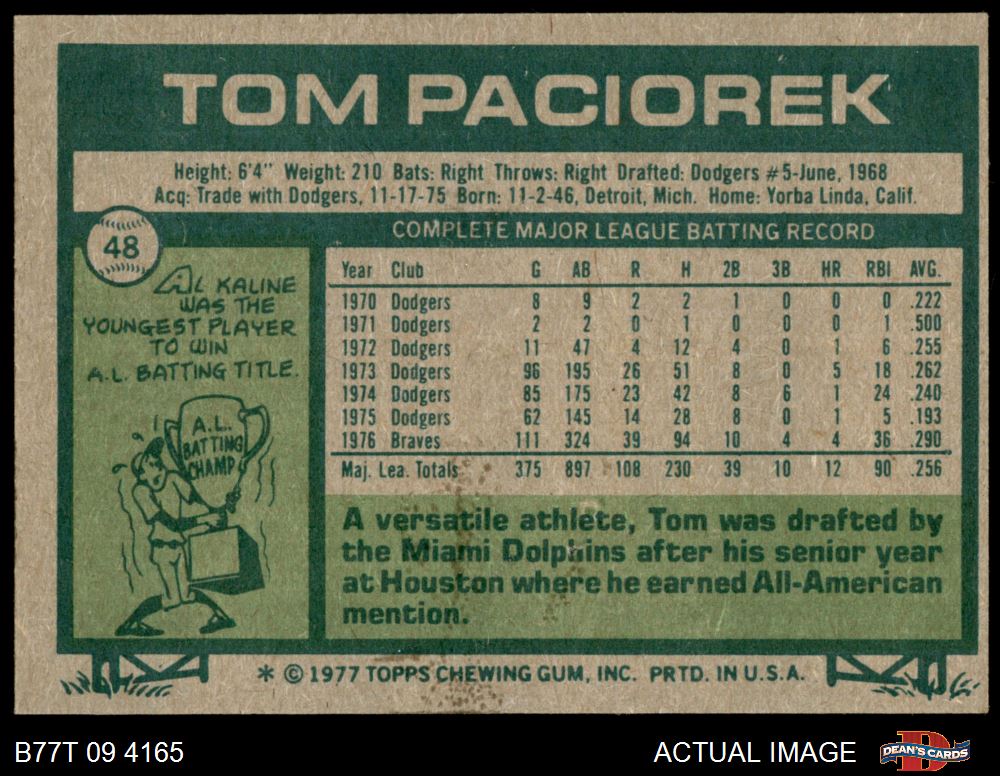 TOM PACIOREK
Height: 6'4" Weight: 210 Bats: Right Throws: Right Drafted: Dodgers #5-June, 1968
Acq: Trade with Dodgers, 11-17-75 Born: 11-2-46, Detroit, Mich. Home: Yorba Linda, Calif.
48
AL KALINE
WAS THE
YOUNGEST PLAYER
TO WIN
A.L. BATTING TITLE.
A.L.
BATTING
CHAMP
COMPLETE MAJOR LEAGUE BATTING RECORD
Year Club G AB R H 2B 3B HR RBI AVG.
1970 Dodgers 8 9 2 2 1 0 0 0 .222
1971 Dodgers 2 2 0 1 0 0 0 1 .500
1972 Dodgers 11 47 4 12 4 0 1 6 .255
1973 Dodgers 96 195 26 51 8 0 5 18 .262
1974 Dodgers 85 175 23 42 8 6 1 24 .240
1975 Dodgers 62 145 14 28 8 0 1 5 .193
1976 Braves 111 324 39 94 10 4 4 36 .290
Maj. Lea. Totals 375 897 108 230 39 10 12 90 .256
A versatile athlete, Tom was drafted by
the Miami Dolphins after his senior year
at Houston where he earned All-American
mention.
* © 1977 TOPPS CHEWING GUM, INC. PRTD. IN U.S.A.
B77T 09 4165 ACTUAL IMAGE DEAN'S CARDS